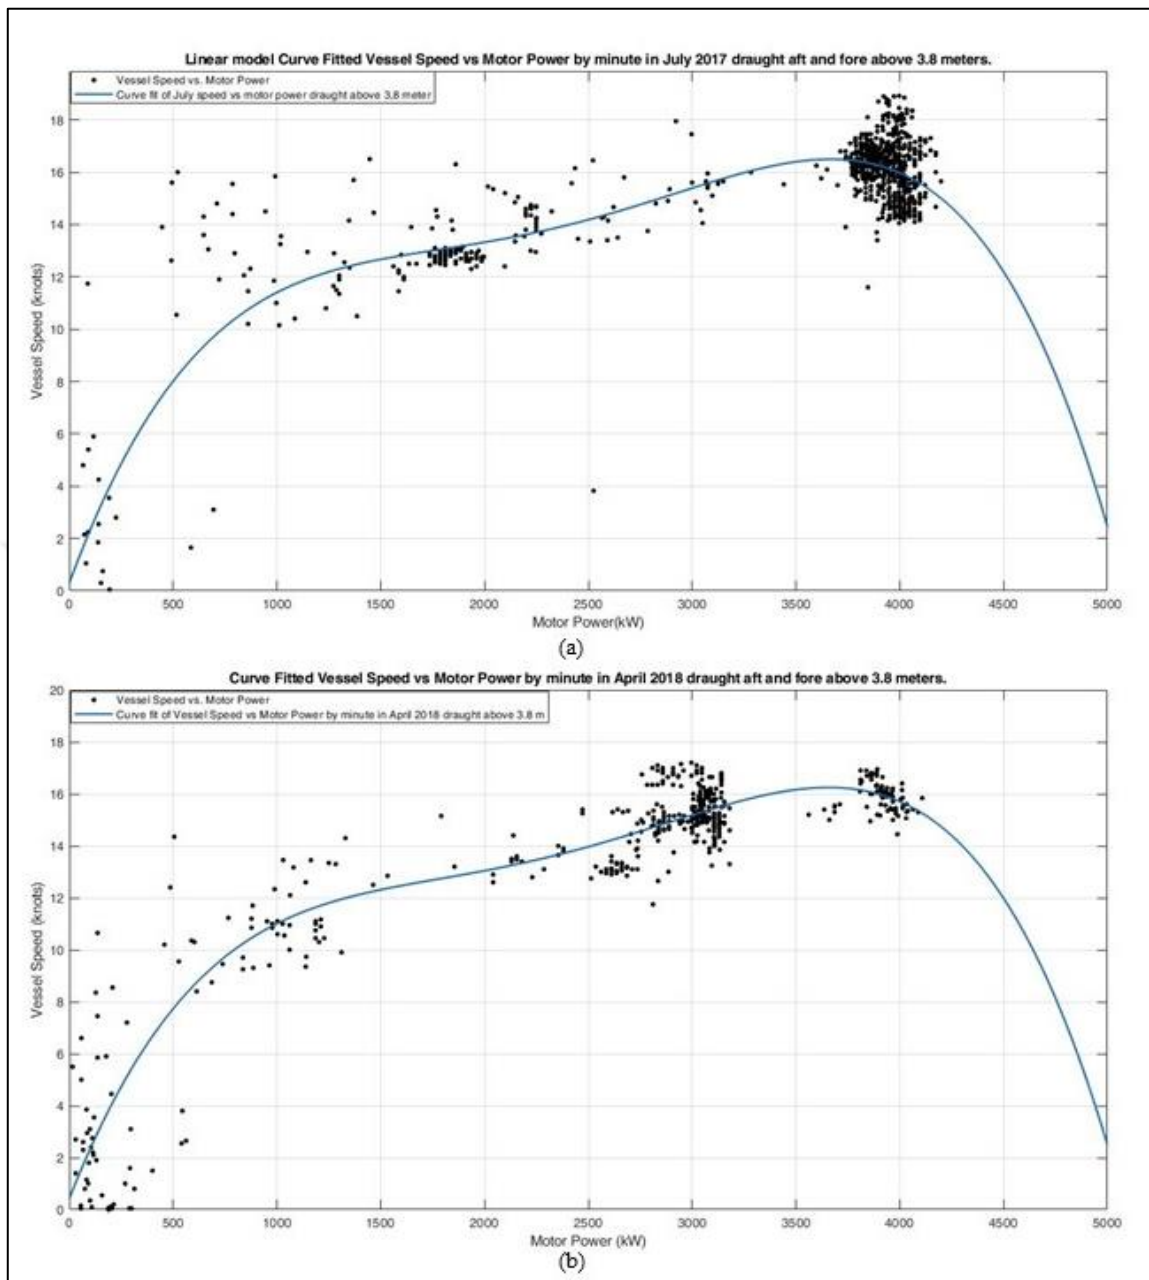 Linear model Curve Fitted Vessel Speed vs Motor Power by minute in July 2017 draught aft and fore above 3.8 meters.
Vessel Speed vs. Motor Power
Curve fit of July speed vs motor power draught above 3.8 meter
Vessel Speed (knots)
18
16
14
12
10
8
6
4
2
0
0 500 1000 1500 2000 2500 3000 3500 4000 4500 5000
Motor Power(kW)
(a)
Curve Fitted Vessel Speed vs Motor Power by minute in April 2018 draught aft and fore above 3.8 meters.
Vessel Speed vs. Motor Power
Curve fit of Vessel Speed vs Motor Power by minute in April 2018 draught above 3.8 m
Vessel Speed (knots)
20
18
16
14
12
10
8
6
4
2
0
0 500 1000 1500 2000 2500 3000 3500 4000 4500 5000
Motor Power (kW)
(b)